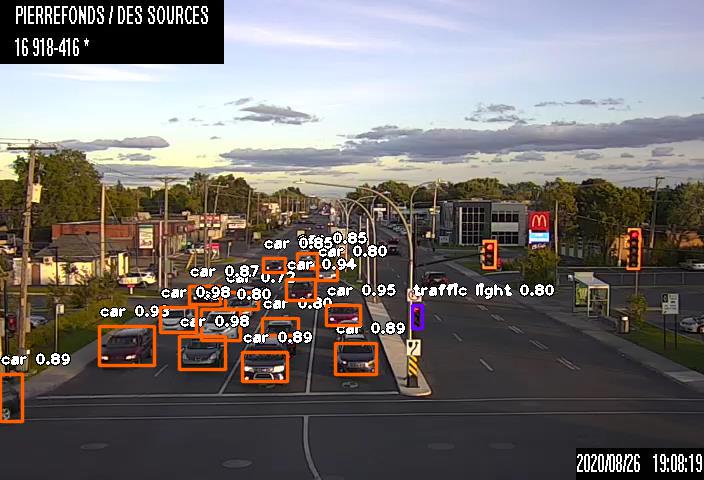 PIERREFONDS / DES SOURCES
16 918-416 *
car 0.85
car 0.80
car 0.94
car 0.87
car 0.98
car 0.80
car 0.80
car 0.95
traffic light 0.80
car 0.98
car 0.89
car 0.89
car 0.89
2020/08/26 19:08:19